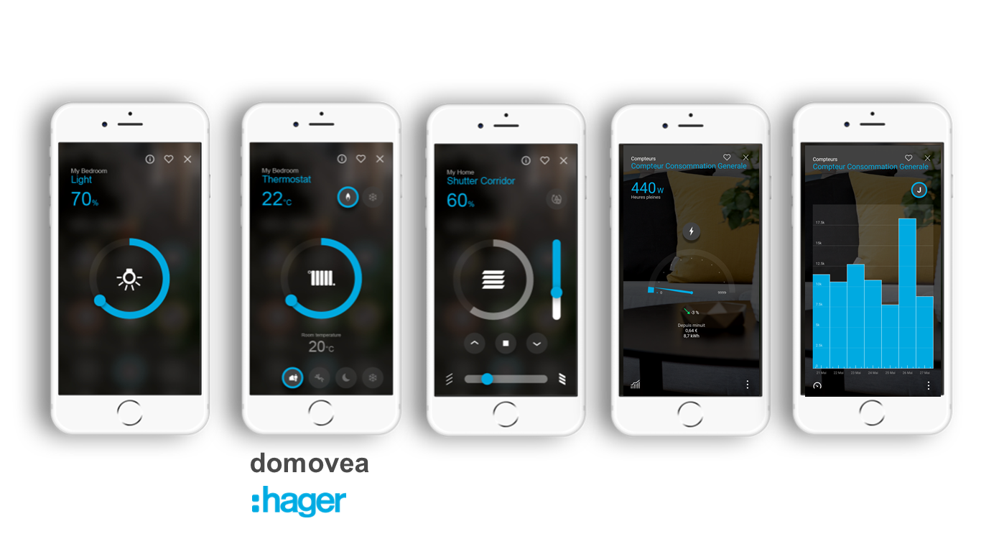 My Bedroom
Light
70%
My Bedroom
Thermostat
22°C
Room temperature
20°C
My Home
Shutter Corridor
60%
Compteurs
Compteur Consommation Generale
440 W
Heures pleines
0
9999
-3 %
Depuis minuit
0,64 €
8,7 kWh
Compteurs
Compteur Consommation Generale
J
17.5k
15k
12.5k
10k
7.5k
5k
2.5k
0
21 Mai 22 Mai 23 Mai 24 Mai 25 Mai 26 Mai 27 Mai
domovea
:hager